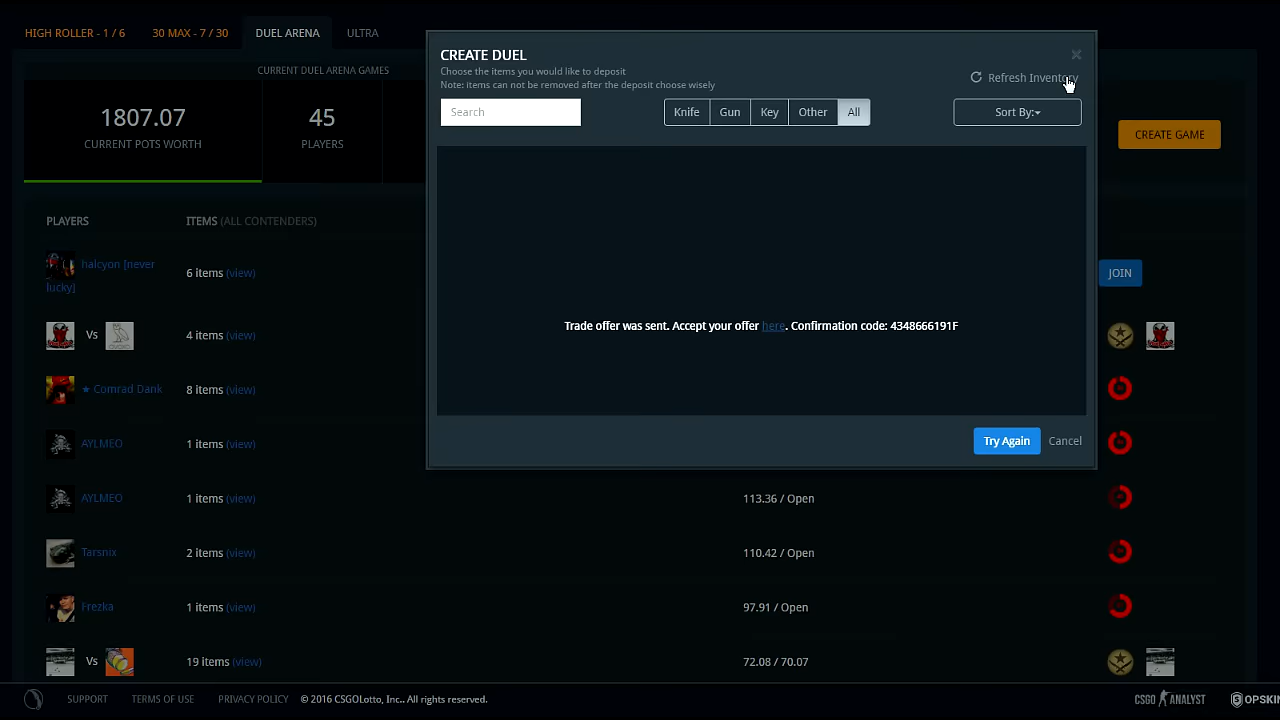 HIGH ROLLER - 1 / 6
30 MAX - 7 / 30
DUEL ARENA
ULTRA
CURRENT DUEL ARENA GAMES
1807.07
CURRENT POTS WORTH
45
PLAYERS
CREATE DUEL
Choose the items you would like to deposit
Note: items can not be removed after the deposit choose wisely
Refresh Inventory
Search
Knife
Gun
Key
Other
All
Sort By:
CREATE GAME
Trade offer was sent. Accept your offer here. Confirmation code: 4348666191F
Try Again
Cancel
PLAYERS
ITEMS (ALL CONTENDERS)
halcyon [never
lucky]
6 items (view)
JOIN
Vs
4 items (view)
★ Comrad Dank
8 items (view)
AYLMEO
1 items (view)
AYLMEO
1 items (view)
113.36 / Open
Tarsnix
2 items (view)
110.42 / Open
Frezka
1 items (view)
97.91 / Open
Vs
19 items (view)
72.08 / 70.07
SUPPORT
TERMS OF USE
PRIVACY POLICY
© 2016 CSGOLotto, Inc.. All rights reserved.
CSGO ANALYST
OPSKIN